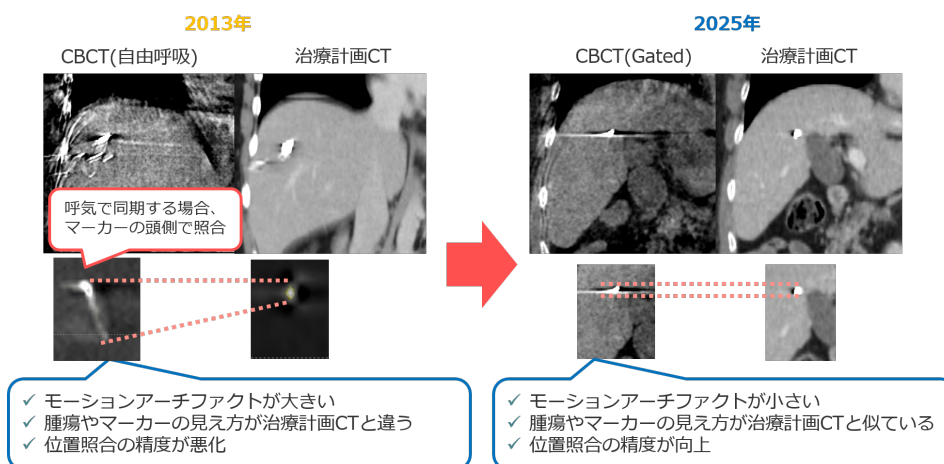 2013年
CBCT(自由呼吸)
治療計画CT
呼気で同期する場合、
マーカーの頭側で照合
✓ モーションアーチファクトが大きい
✓ 腫瘍やマーカーの見え方が治療計画CTと違う
✓ 位置照合の精度が悪化
2025年
CBCT(Gated)
治療計画CT
✓ モーションアーチファクトが小さい
✓ 腫瘍やマーカーの見え方が治療計画CTと似ている
✓ 位置照合の精度が向上